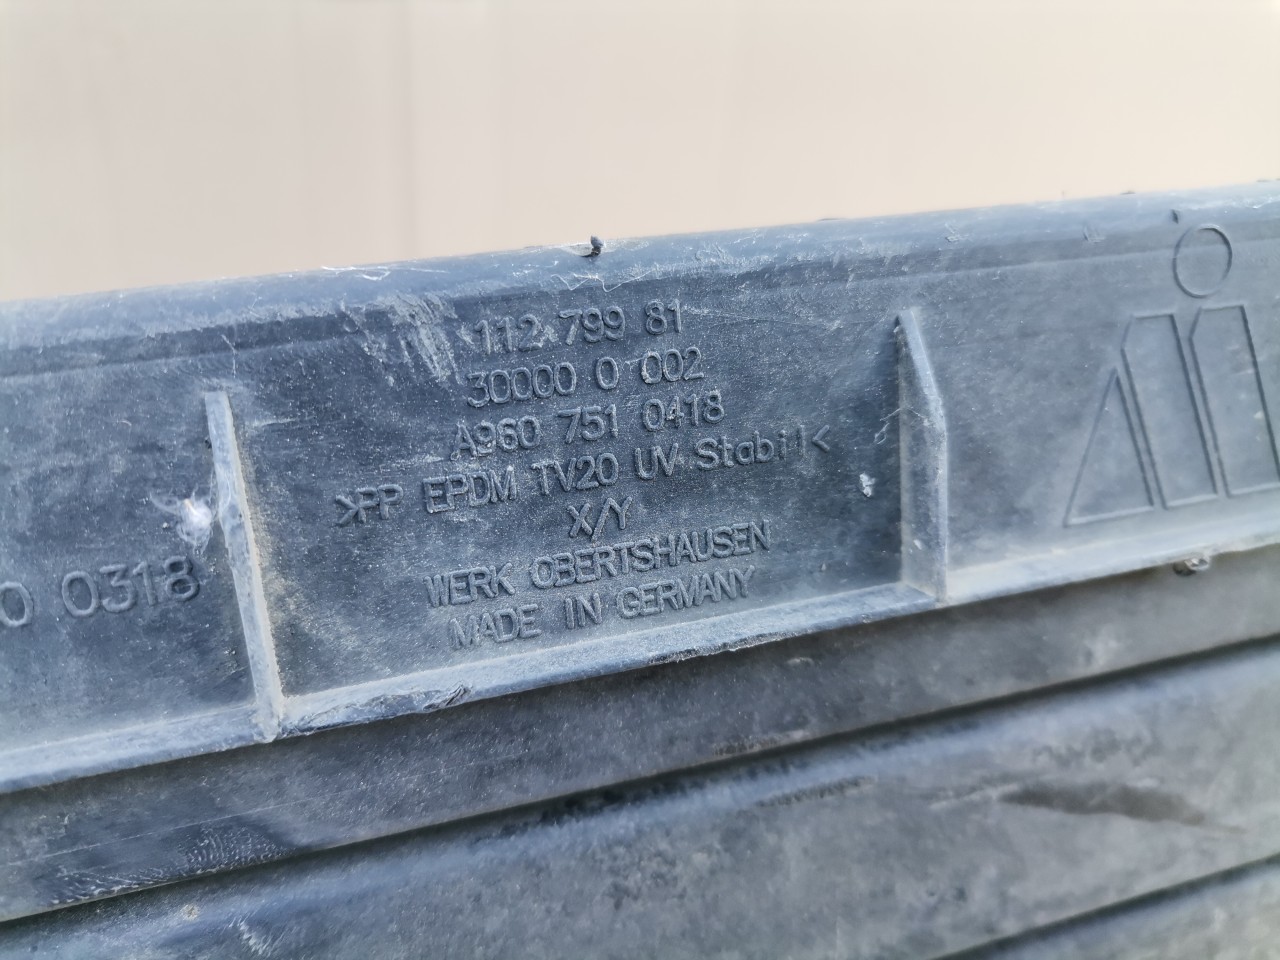 112 799 81
30000 0 002
A960 751 0418
>PP EPDM TV20 UV Stabil<
X/Y
WERK OBERTSHAUSEN
MADE IN GERMANY
0 0318